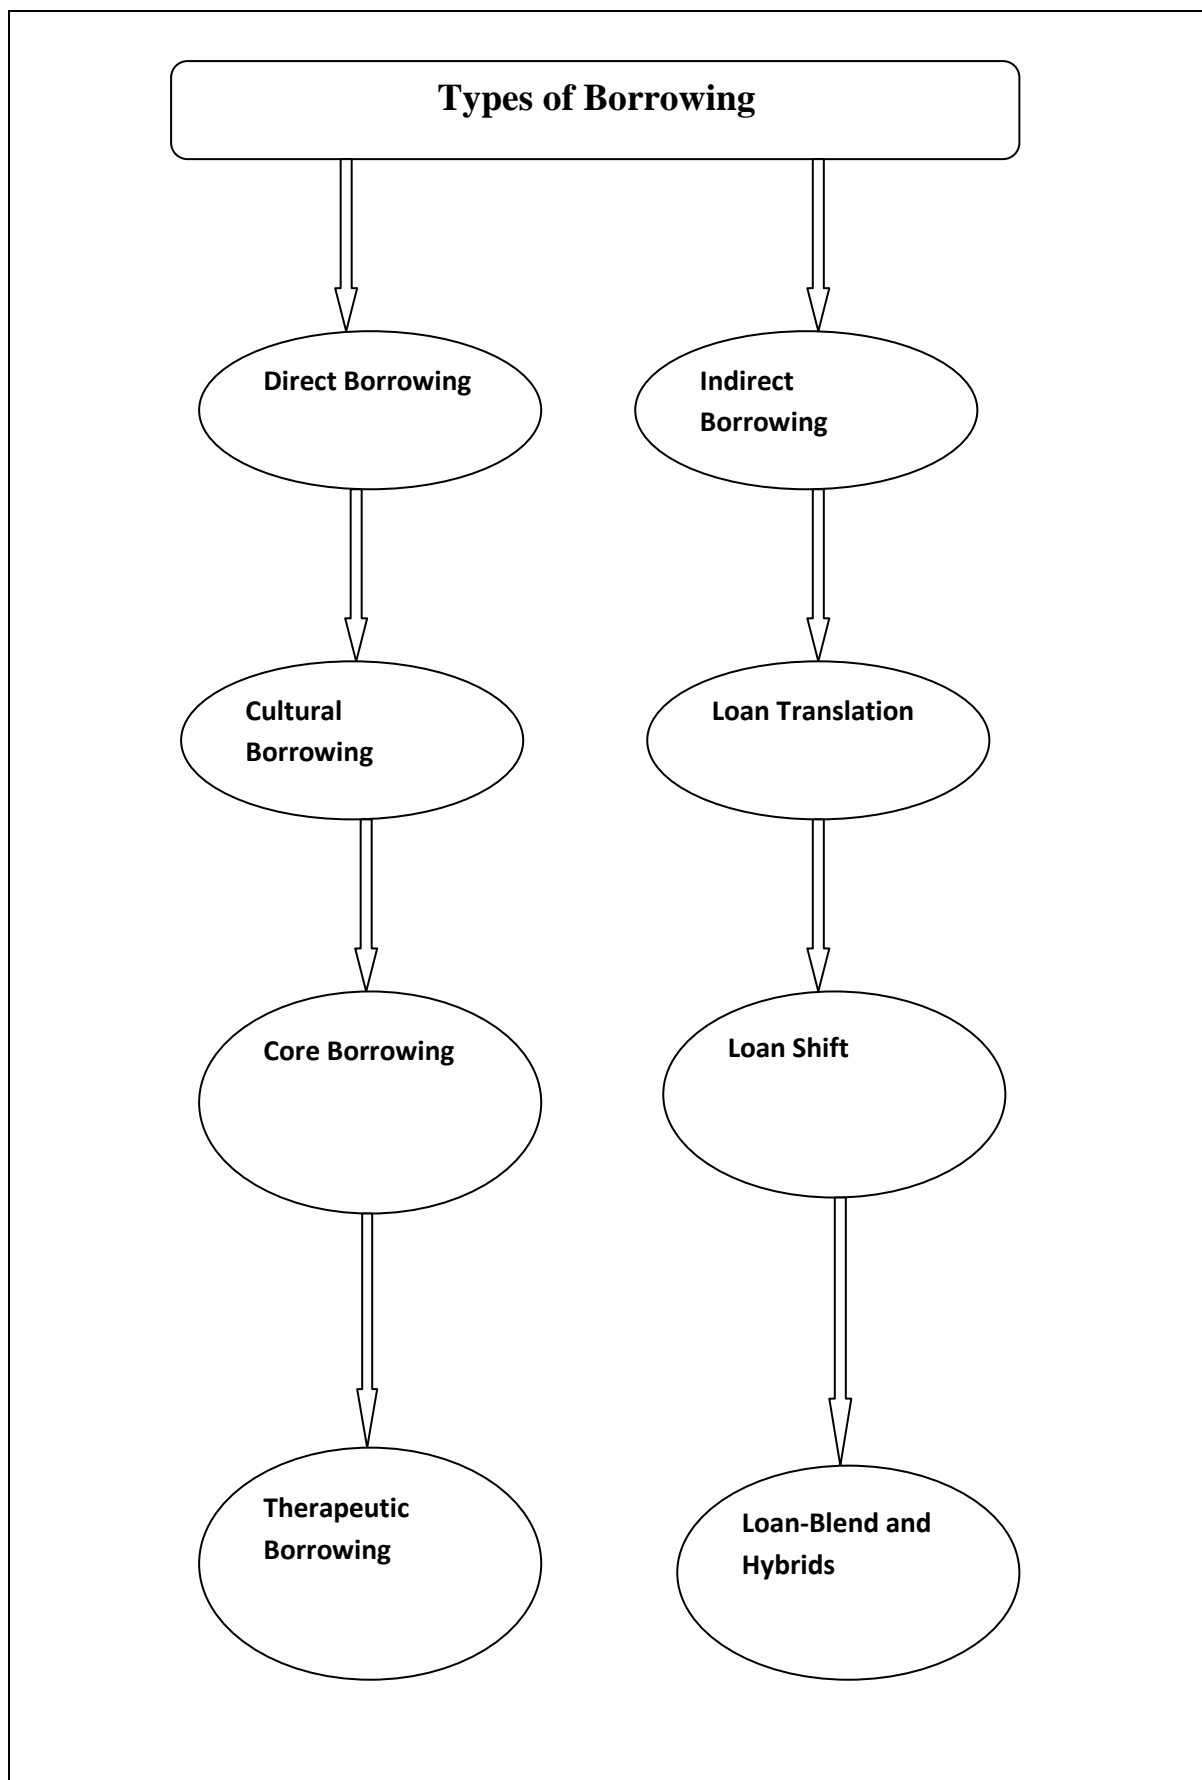 Types of Borrowing
Direct Borrowing
Indirect
Borrowing
Cultural
Borrowing
Loan Translation
Core Borrowing
Loan Shift
Therapeutic
Borrowing
Loan-Blend and
Hybrids